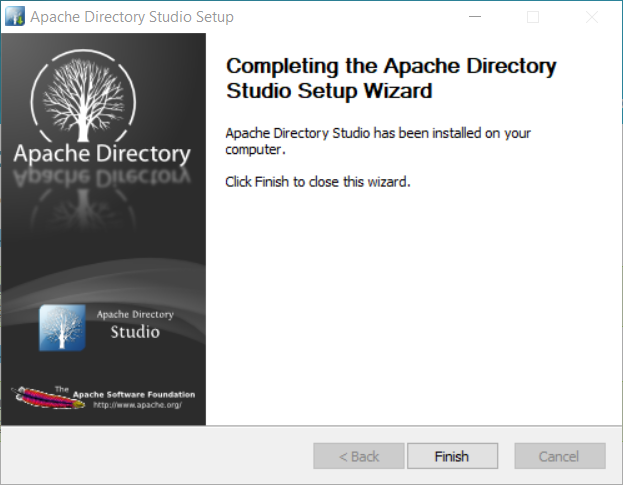 Apache Directory Studio Setup
Apache Directory
Completing the Apache Directory
Studio Setup Wizard
Apache Directory Studio has been installed on your
computer.
Click Finish to close this wizard.
Apache Directory
Studio
The
Apache Software Foundation
http://www.apache.org/
< Back
Finish
Cancel